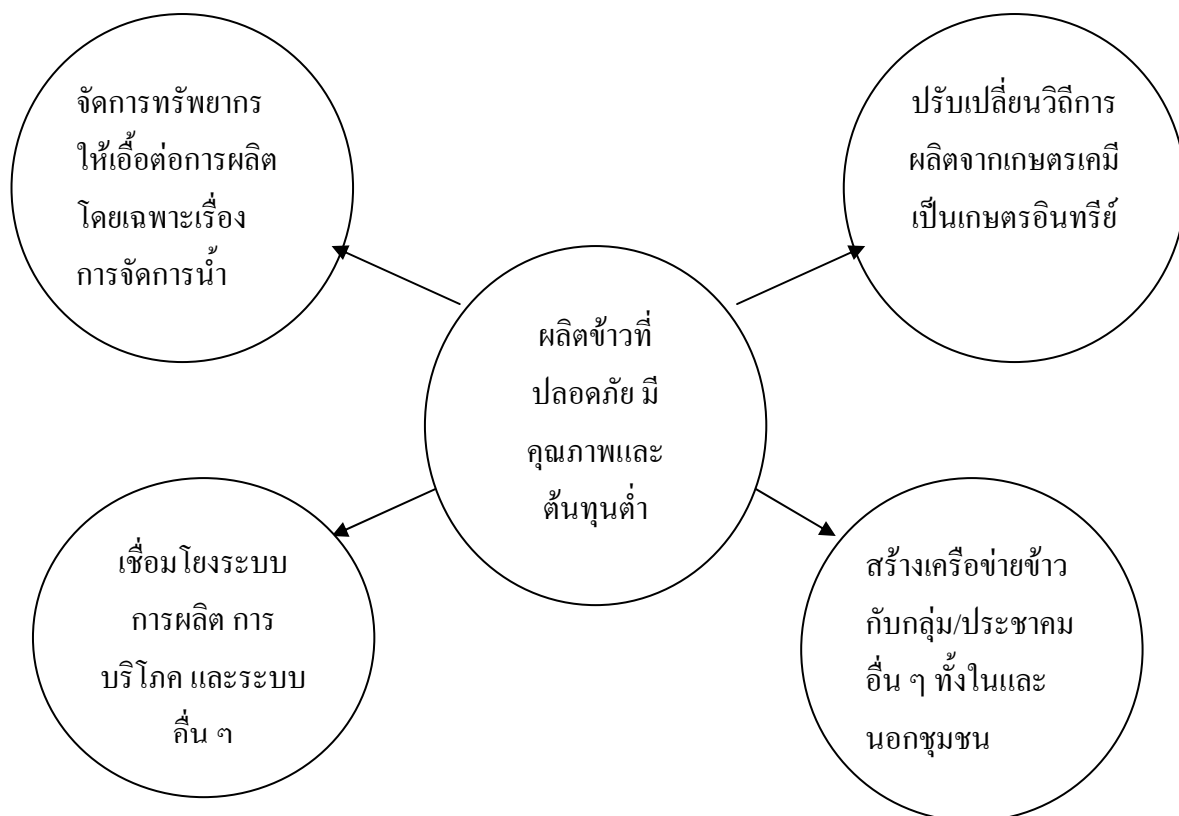 จัดการทรัพยากร
ให้เอื้อต่อการผลิต
โดยเฉพาะเรื่อง
การจัดการน้ำ
ปรับเปลี่ยนวิถีการ
ผลิตจากเกษตรเคมี
เป็นเกษตรอินทรีย์
ผลิตข้าวที่
ปลอดภัย มี
คุณภาพและ
ต้นทุนต่ำ
เชื่อมโยงระบบ
การผลิต การ
บริโภค และระบบ
คื่น ๆ
สร้างเครือข่ายข้าว
กับกลุ่ม/ประชาคม
อื่น ๆ ทั้งในและ
นอกชุมชน